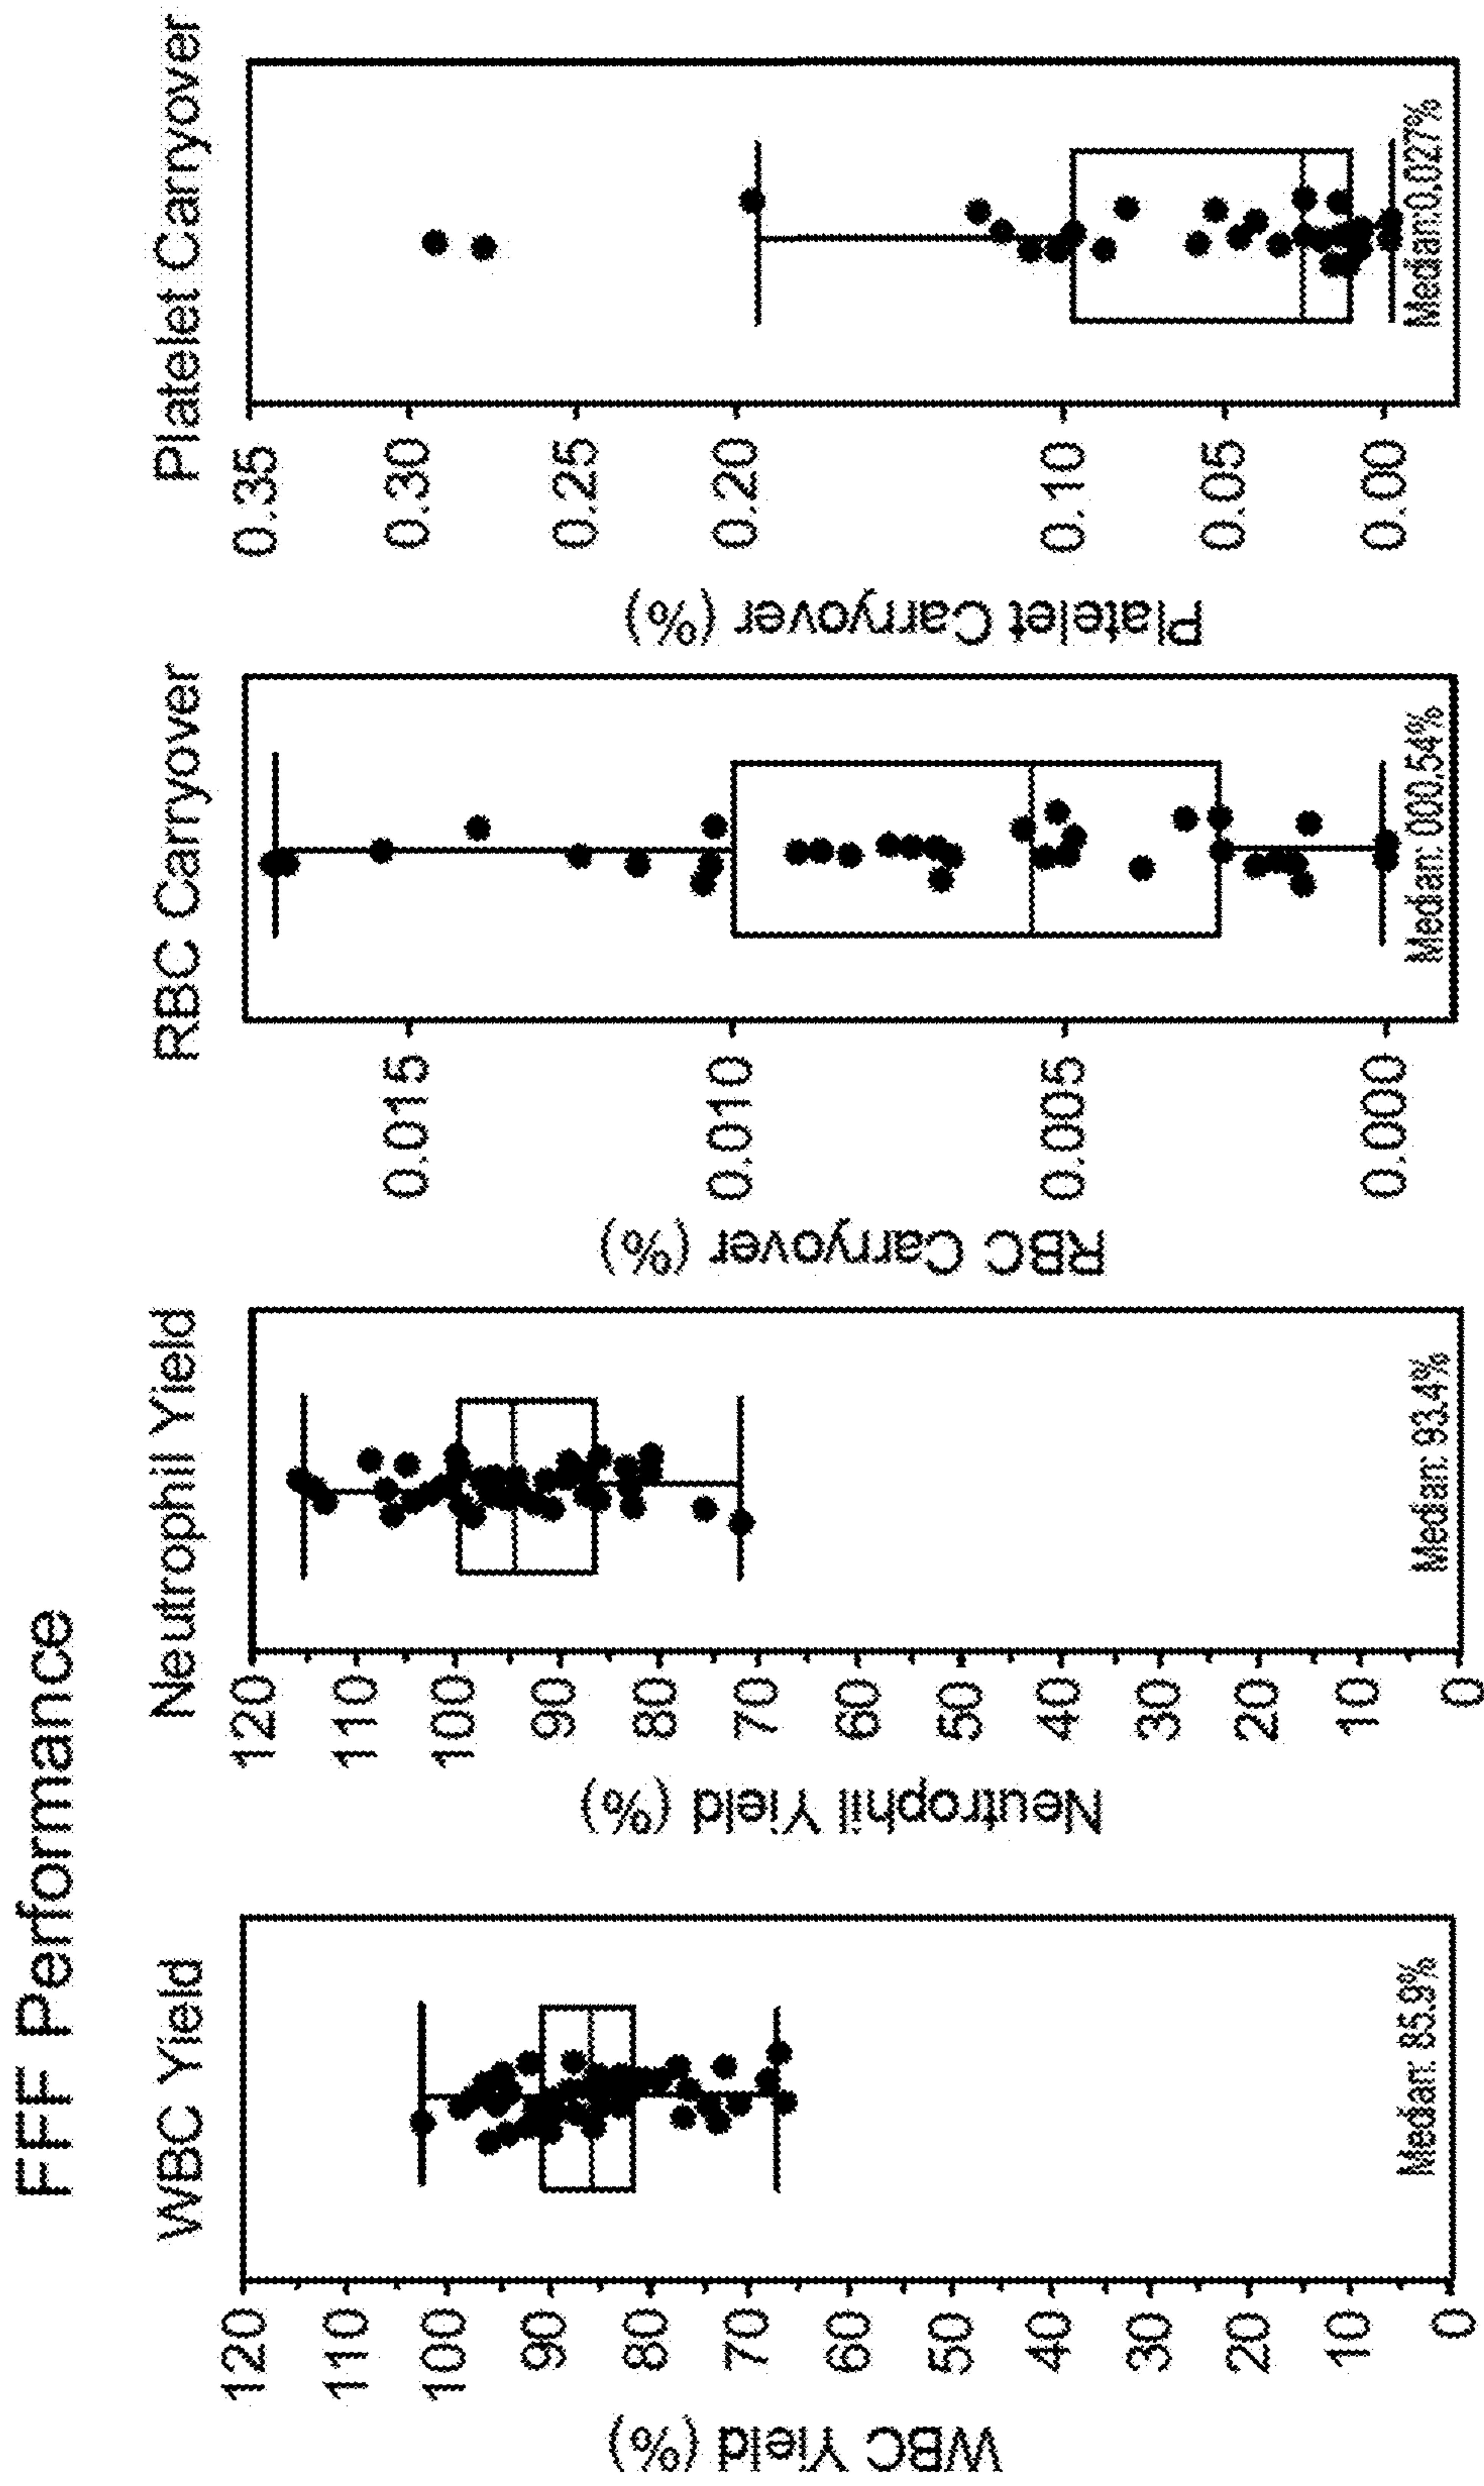 FFF Performance
WBC Yield
WBC Yield (%)
120
110
100
90
80
70
60
50
40
30
20
10
0
Median: 85.9%
Neutrophil Yield
Neutrophil Yield (%)
120
110
100
90
80
70
60
50
40
30
20
10
0
Median: 93.4%
RBC Carryover
RBC Carryover (%)
0.015
0.010
0.005
0.000
Median: 000.54%
Platelet Carryover
Platelet Carryover (%)
0.35
0.30
0.25
0.20
0.10
0.05
0.00
Median:0.027%